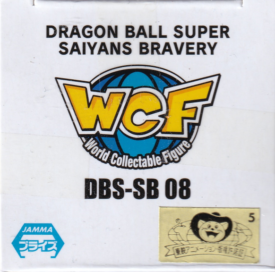 DRAGON BALL SUPER
SAIYANS BRAVERY
WCF
World Collectable Figure
DBS-SB 08
JAMMA
プライズ
5